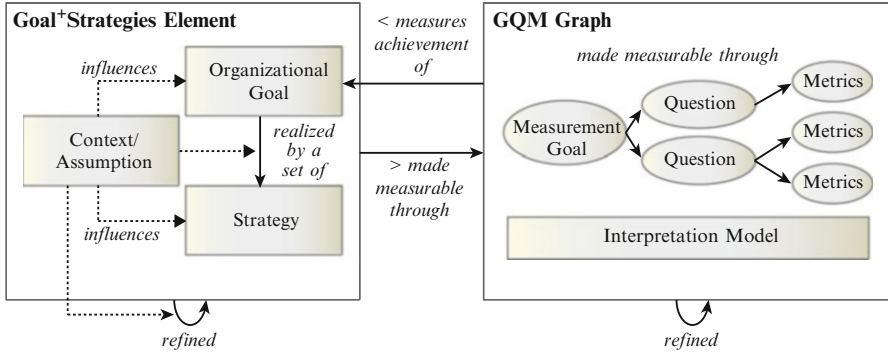 Goal+Strategies Element
influences
Organizational
Goal
Context/
Assumption
realized
by a
set of
influences
Strategy
refined
< measures
achievement
of
> made
measurable
through
GQM Graph
made measurable through
Measurement
Goal
Question
Question
Metrics
Metrics
Metrics
Interpretation Model
refined